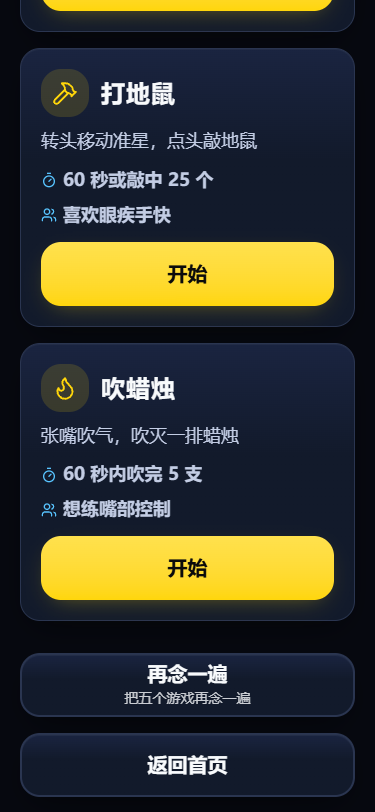 打地鼠
转头移动准星，点头敲地鼠
60 秒或敲中 25 个
喜欢眼疾手快
开始
吹蜡烛
张嘴吹气，吹灭一排蜡烛
60 秒内吹完 5 支
想练嘴部控制
开始
再念一遍
把五个游戏再念一遍
返回首页